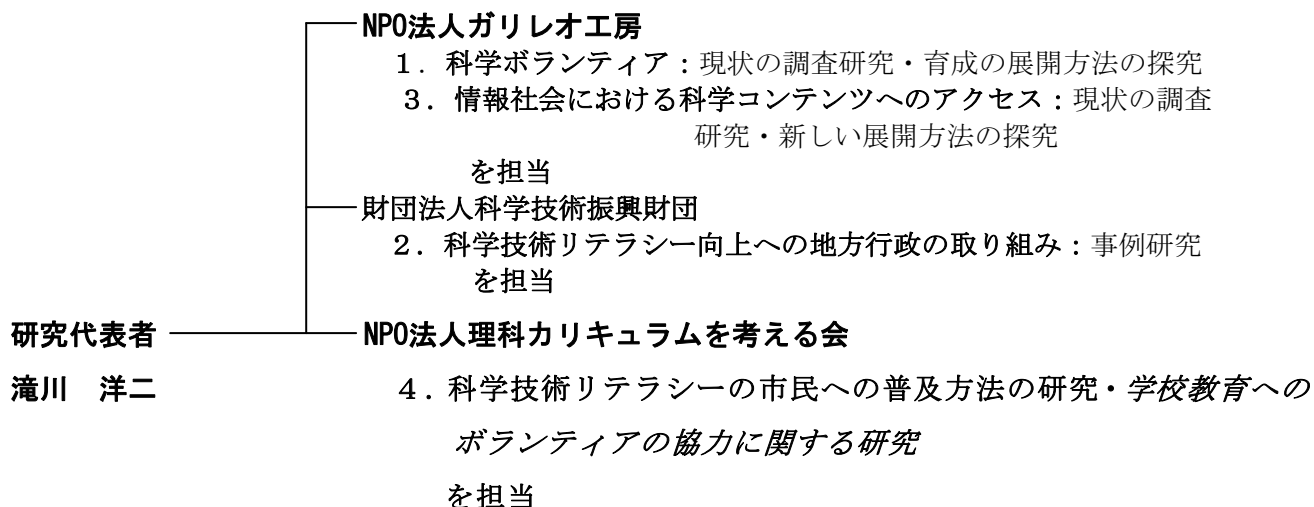 NPO法人ガリレオ工房
１．科学ボランティア：現状の調査研究・育成の展開方法の探究
３．情報社会における科学コンテンツへのアクセス：現状の調査
研究・新しい展開方法の探究
を担当
財団法人科学技術振興財団
２．科学技術リテラシー向上への地方行政の取り組み：事例研究
を担当
研究代表者
NPO法人理科カリキュラムを考える会
滝川　洋二
４．科学技術リテラシーの市民への普及方法の研究・学校教育への
ボランティアの協力に関する研究
を担当